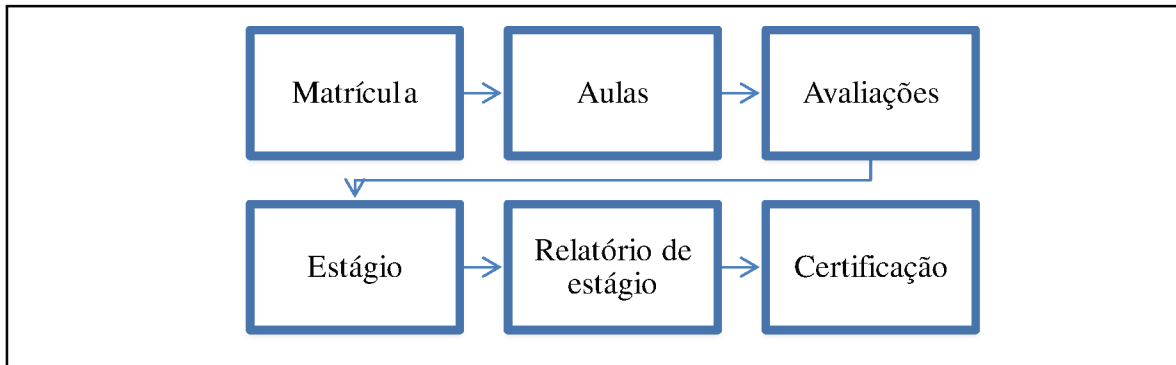 Matrícula
Aulas
Avaliações
Estágio
Relatório de
estágio
Certificação